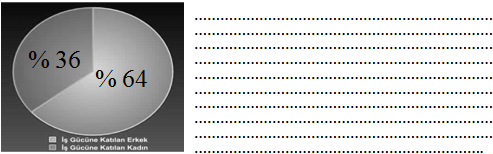 % 36
% 64
İş Gücüne Katılan Erkek
İş Gücüne Katılan Kadın